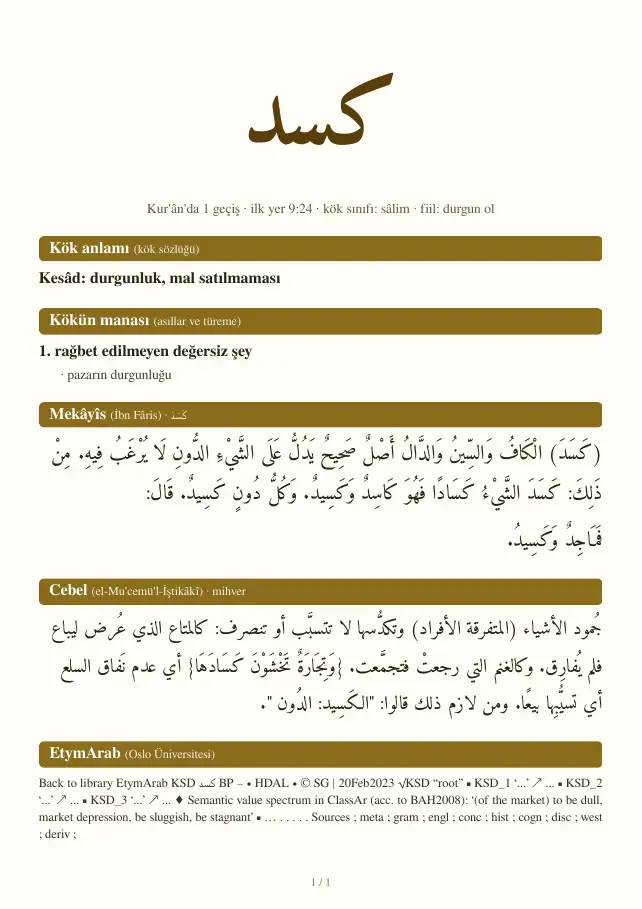 كسد
Kur'ân'da 1 geçiş · ilk yer 9:24 · kök sınıfı: sâlim · fiil: durgun ol
Kök anlamı (kök sözlüğü)
Kesâd: durgunluk, mal satılmaması
Kökün manası (asıllar ve türeme)
1. rağbet edilmeyen değersiz şey
· pazarın durgunluğu
Mekâyîs (İbn Fâris) · كَسَدَ
(كَسَدَ) الْكَافُ وَالسِّينُ وَالدَّالُ أَصْلٌ صَحِيحٌ يَدُلُّ عَلَى الشَّيْءِ الدُّونِ لَا يُرْغَبُ فِيهِ. مِنْ
ذَلِكَ: كَسَدَ الشَّيْءُ كَسَادًا فَهُوَ كَاسِدٌ وَكَسِيدٌ. وَكُلُّ دُونٍ كَسِيدٌ. قَالَ:
فَمَاجِدٌ وَكَسِيدُ.
Cebel (el-Mu'cemü'l-İştikâkî) · mihver
جُمود الأشياء (المتفرقة الأفراد) وتكدُّسها لا تتسبَّب أو تنصرف: كالمتاع الذي عُرض ليباع
فلم يُفارِق. وكالغنم التي رجعتْ فتجمَّعت. {وَتِجَارَةٌ تَخْشَوْنَ كَسَادَهَا} أي عدم نَفاق السلع
أي تسيُّبِها بيعًا. ومن لازم ذلك قالوا: "الكَسِيد: الدُون ".
EtymArab (Oslo Üniversitesi)
Back to library EtymArab KSD كسد BP – • HDAL • © SG | 20Feb2023 √KSD “root” ▪ KSD_1 ‘...’ ↗ ... ▪ KSD_2
‘...’ ↗ ... ▪ KSD_3 ‘...’ ↗ ... ♦ Semantic value spectrum in ClassAr (acc. to BAH2008): ‘(of the market) to be dull,
market depression, be sluggish, be stagnant’ ▪ … . . . . . Sources ; meta ; gram ; engl ; conc ; hist ; cogn ; disc ; west
; deriv ;
1 / 1